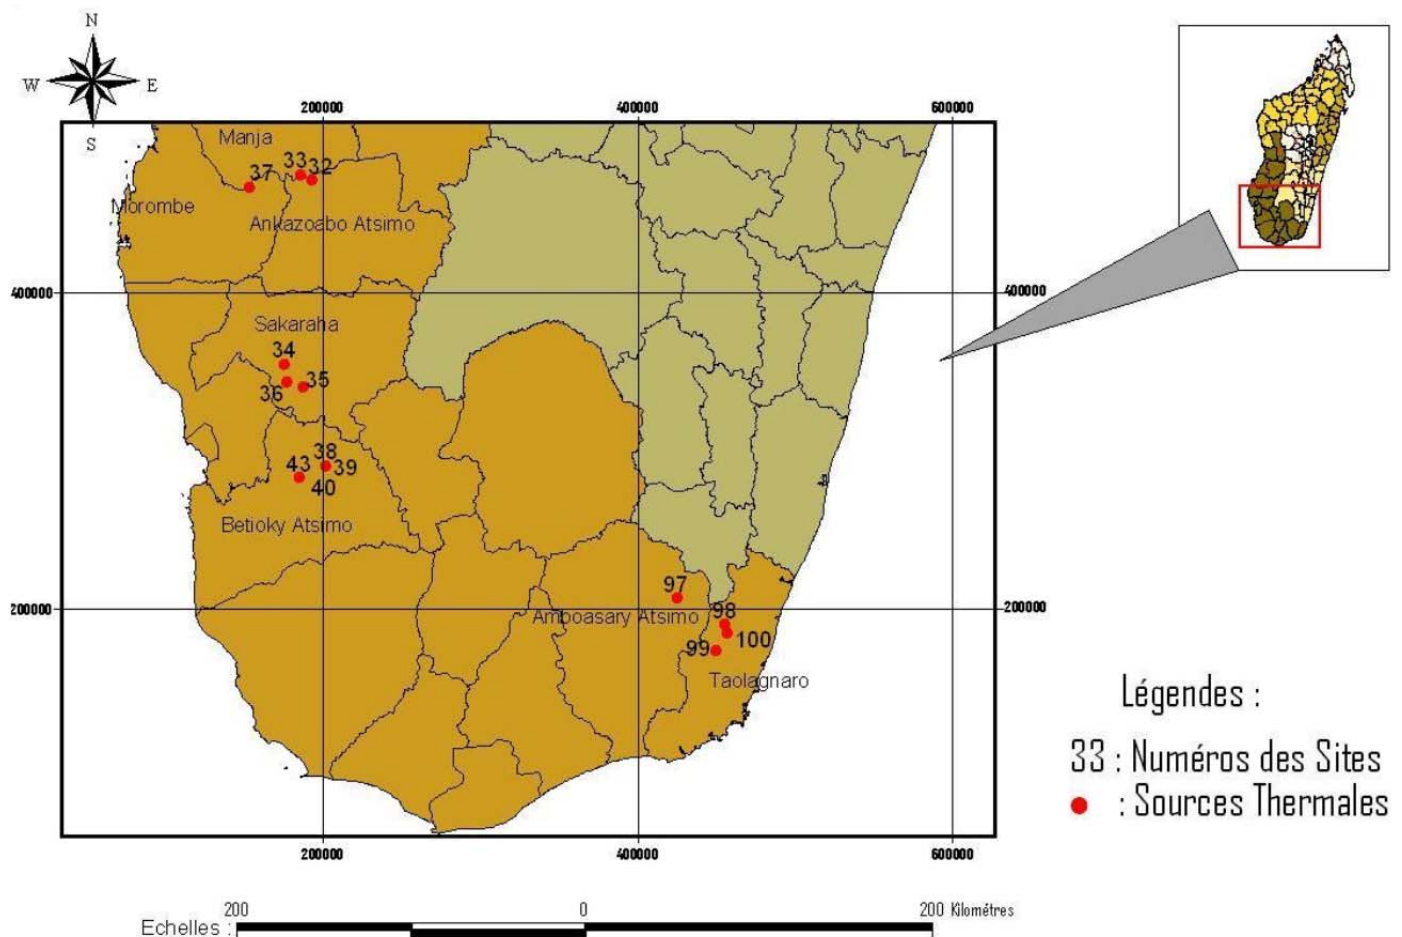 N
W E
S
200000 400000 600000
Manja
37 33 32
Morombe
Ankazoabo Atsimo
400000 400000
Sakaraha
34
36 35
38
43 39
40
Betioky Atsimo
97
200000 200000
Amboasary Atsimo 98
99 100
Taolagnaro
Légendes :
33 : Numéros des Sites
: Sources Thermales
200000 400000 600000
200 0 200 Kilométres
Echelles :